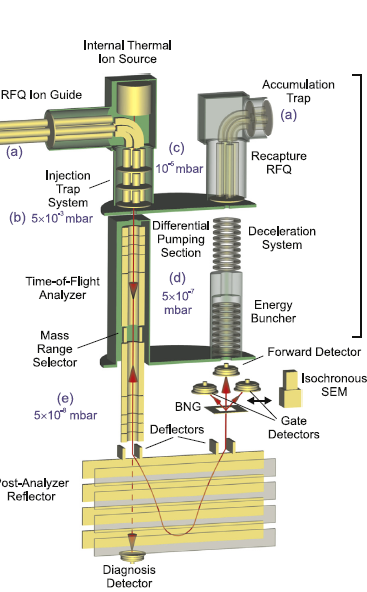 Internal Thermal
Ion Source
RFQ Ion Guide
Accumulation
Trap
(a)
(a)
(c)
10⁻⁵ mbar
Recapture
RFQ
Injection
Trap
System
(b) 5×10⁻³ mbar
Differential
Pumping
Section
Deceleration
System
Time-of-Flight
Analyzer
(d)
5×10⁻⁷
mbar
Energy
Buncher
Mass
Range
Selector
Forward Detector
(e)
5×10⁻⁸ mbar
Isochronous
SEM
BNG
Gate
Detectors
Deflectors
Post-Analyzer
Reflector
Diagnosis
Detector